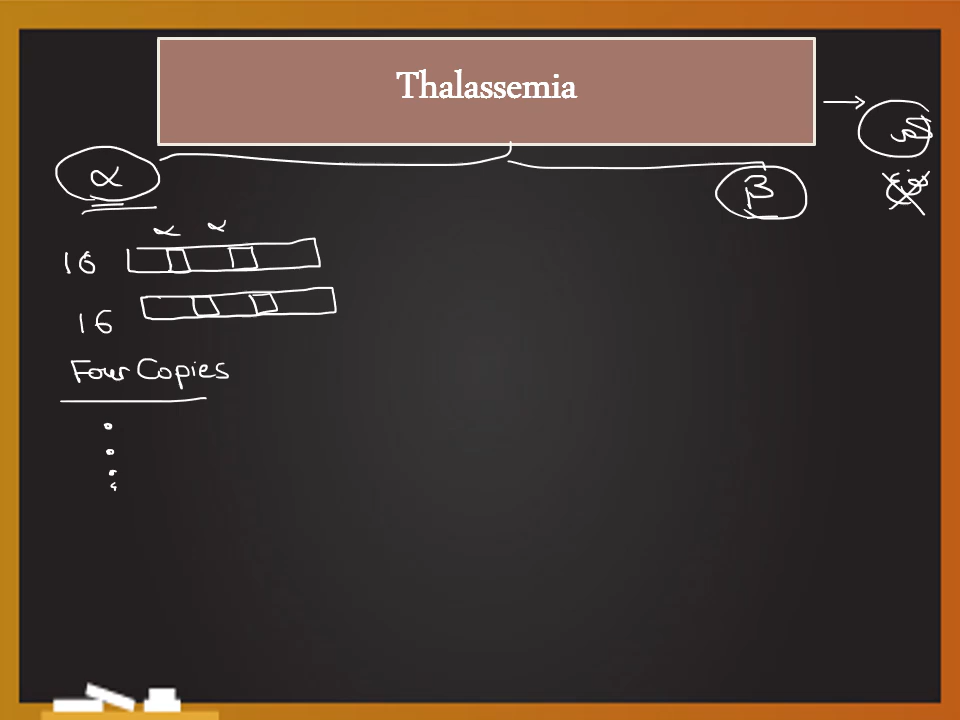 Thalassemia
α
β
α α
16
16
Four Copies